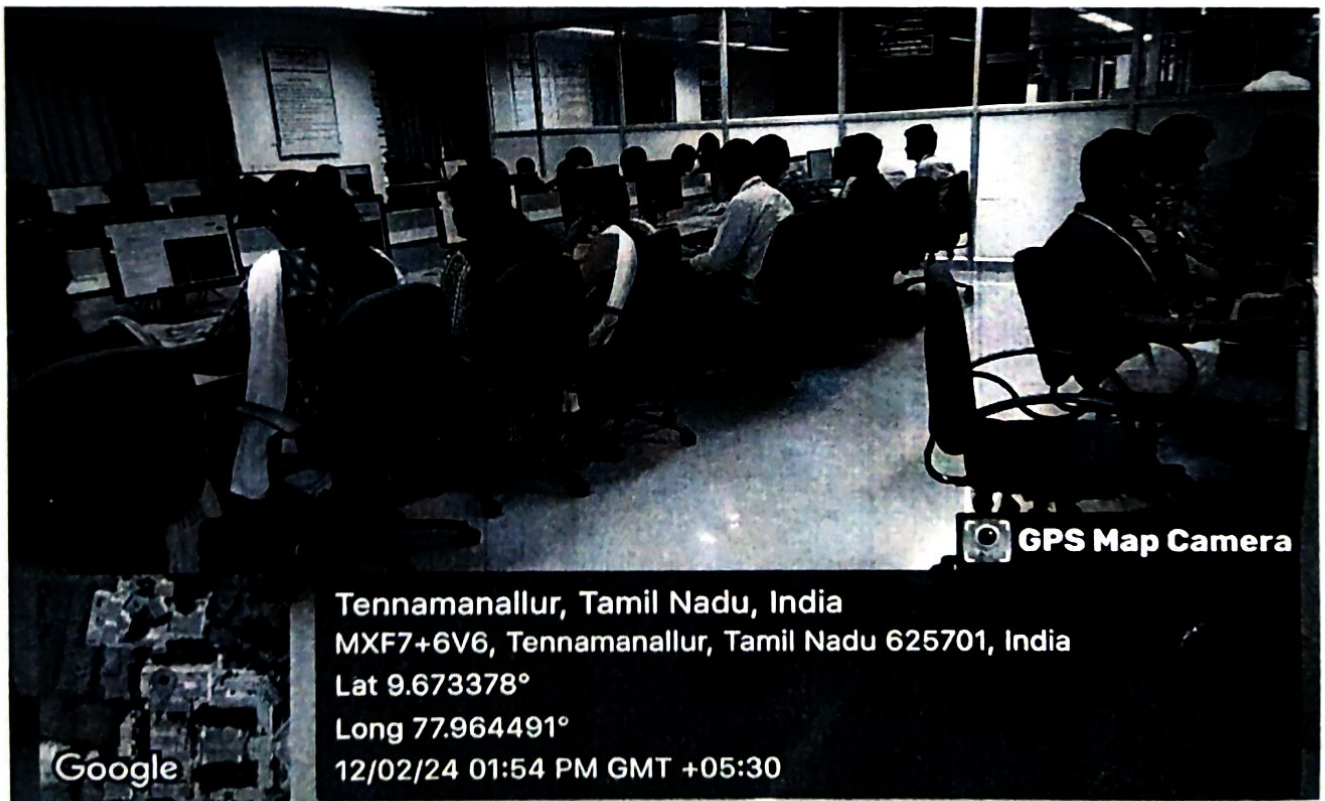 GPS Map Camera
Tennamanallur, Tamil Nadu, India
MXF7+6V6, Tennamanallur, Tamil Nadu 625701, India
Lat 9.673378°
Long 77.964491°
12/02/24 01:54 PM GMT +05:30
Google